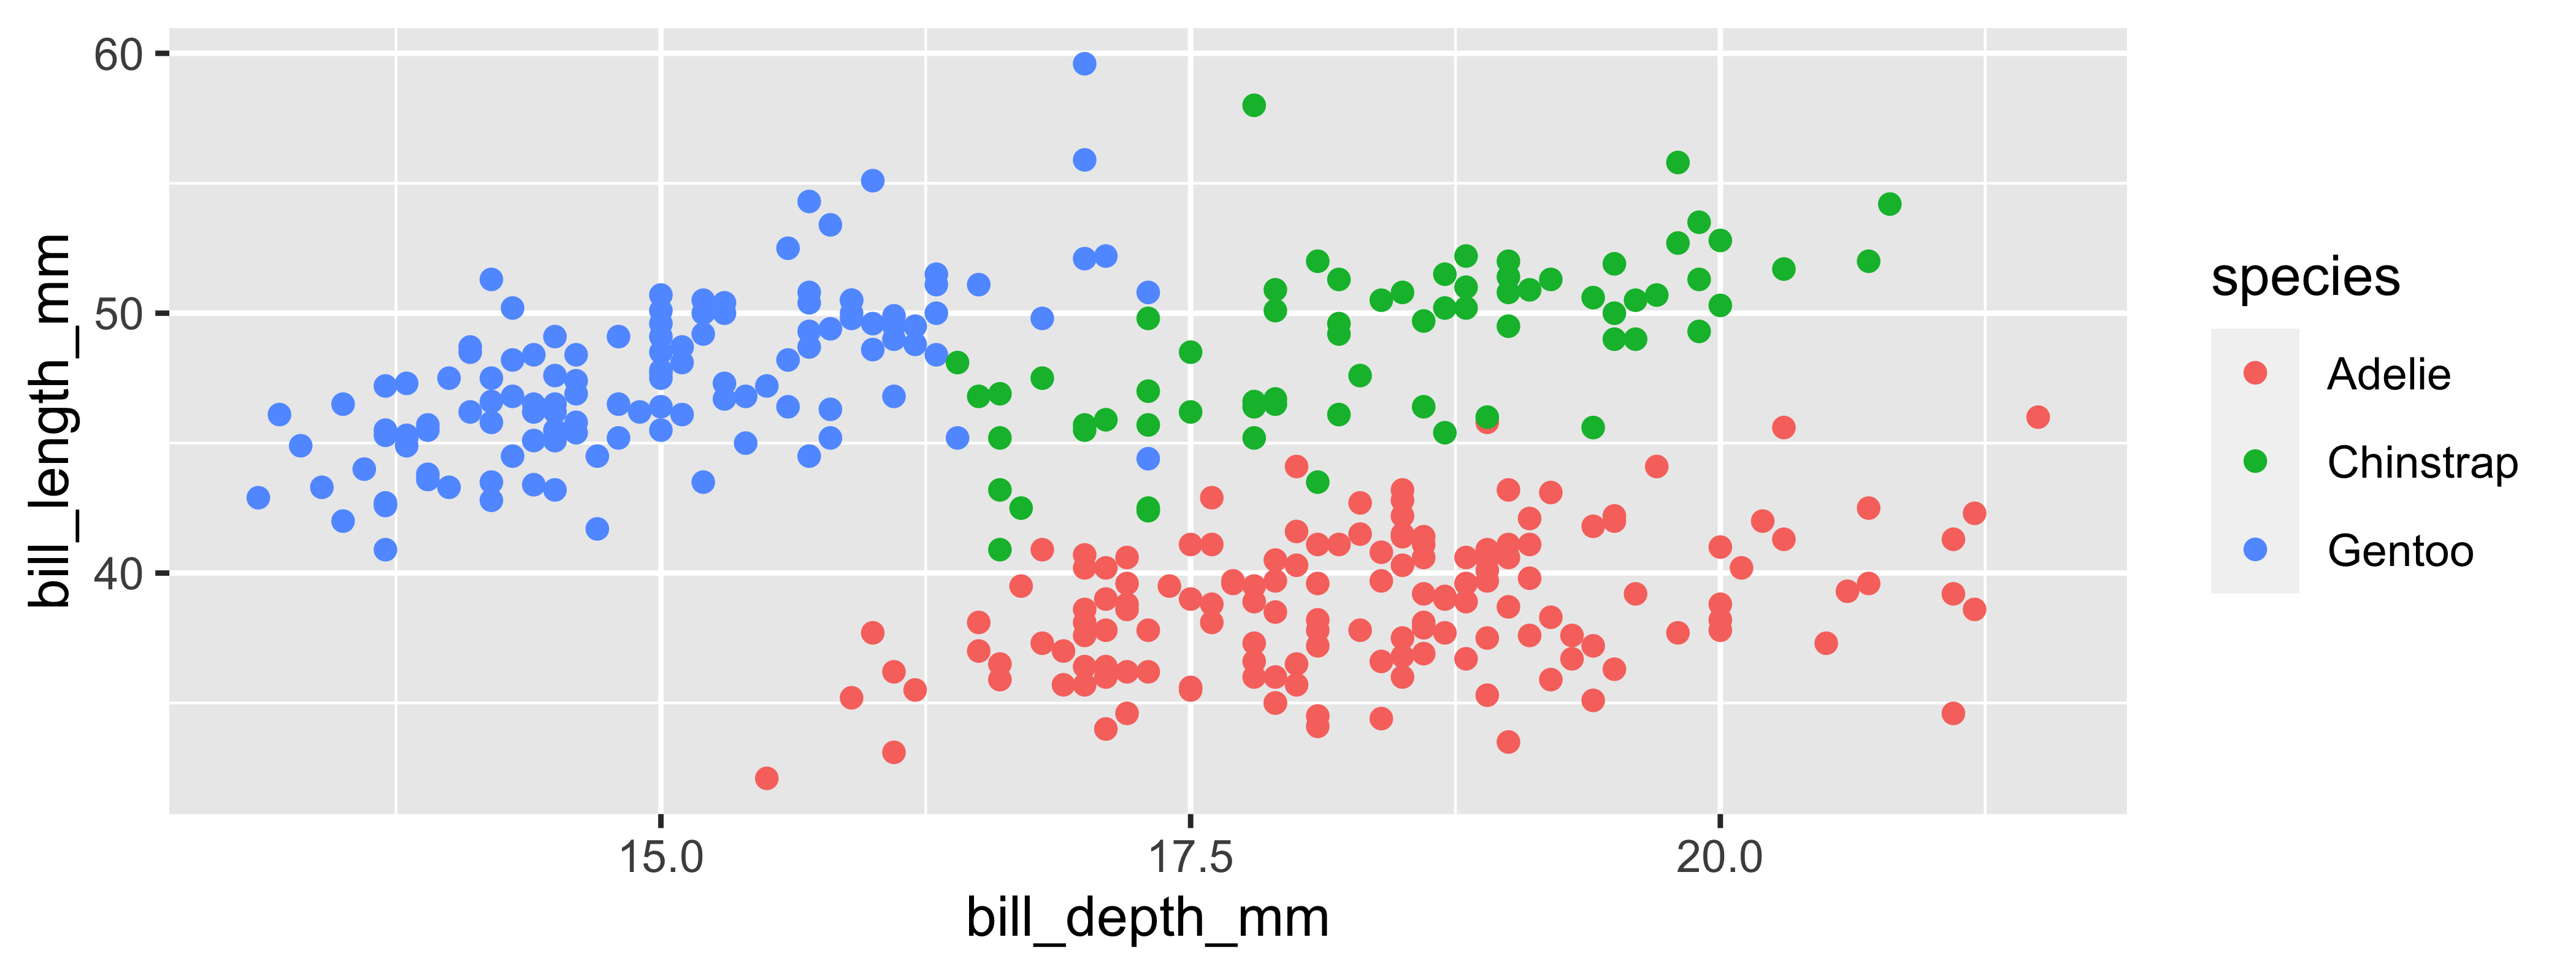 60
50
40
bill_length_mm
15.0
17.5
20.0
bill_depth_mm
species
Adelie
Chinstrap
Gentoo